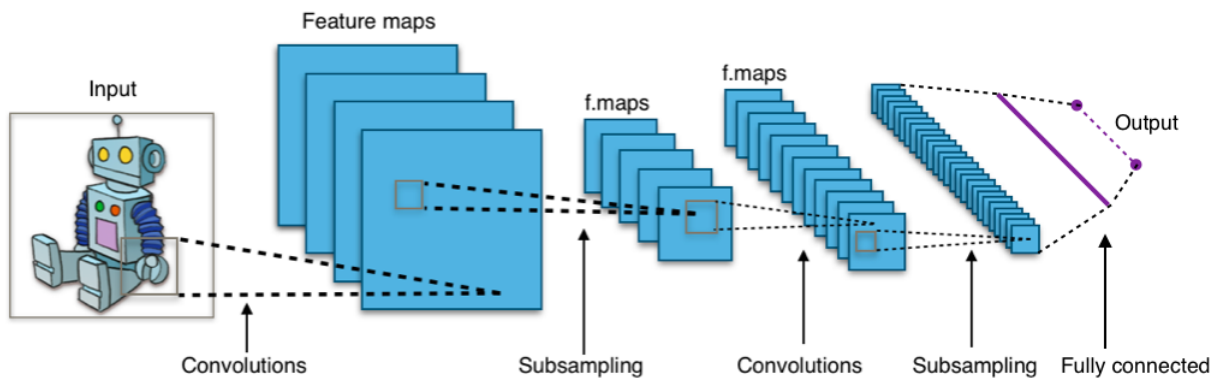 Feature maps
Input
f.maps
f.maps
Output
Convolutions
Subsampling
Convolutions
Subsampling
Fully connected